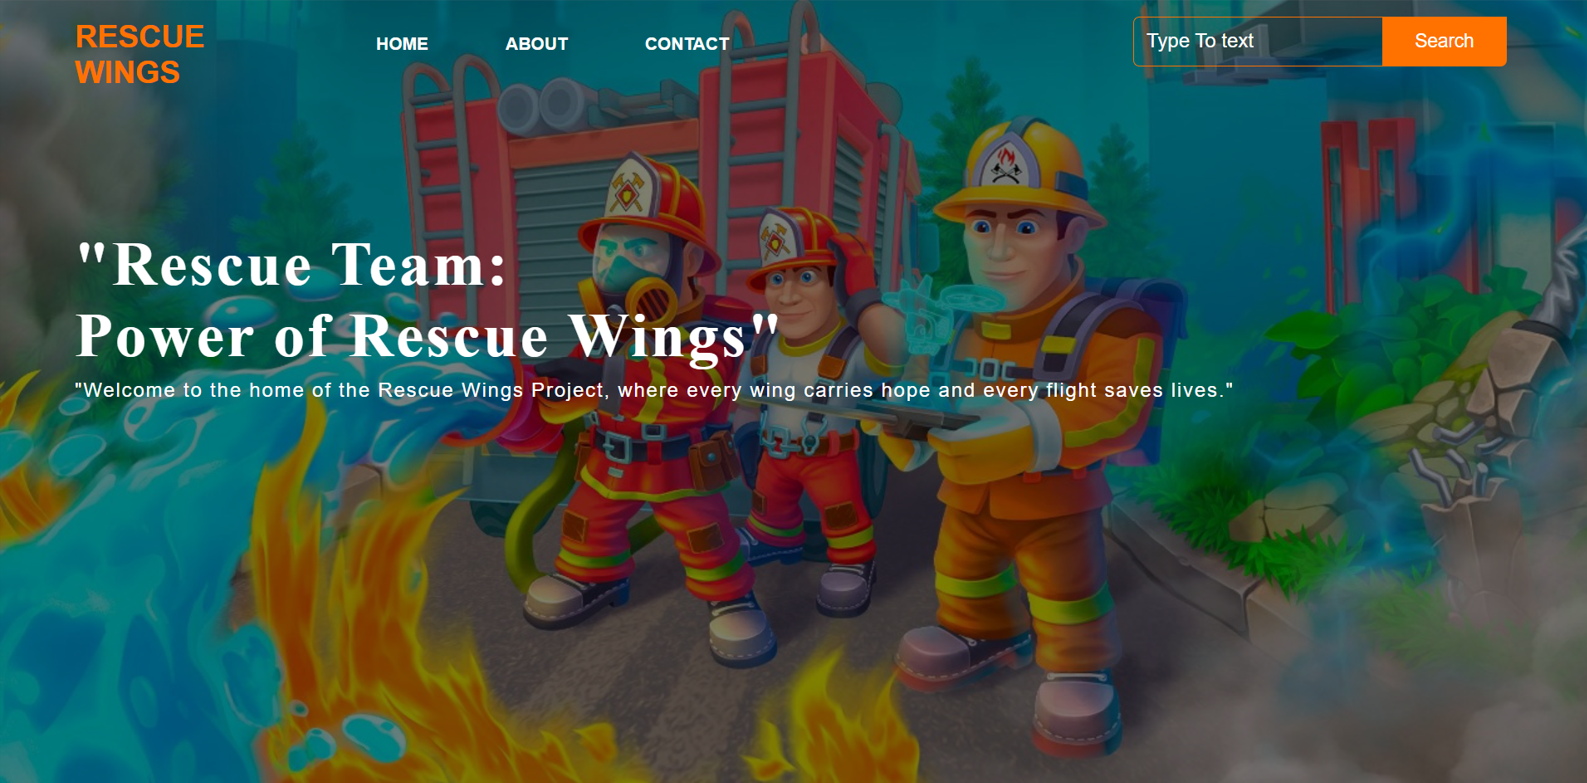 RESCUE
WINGS
HOME ABOUT CONTACT
Type To text
Search
"Rescue Team:
Power of Rescue Wings"
"Welcome to the home of the Rescue Wings Project, where every wing carries hope and every flight saves lives."